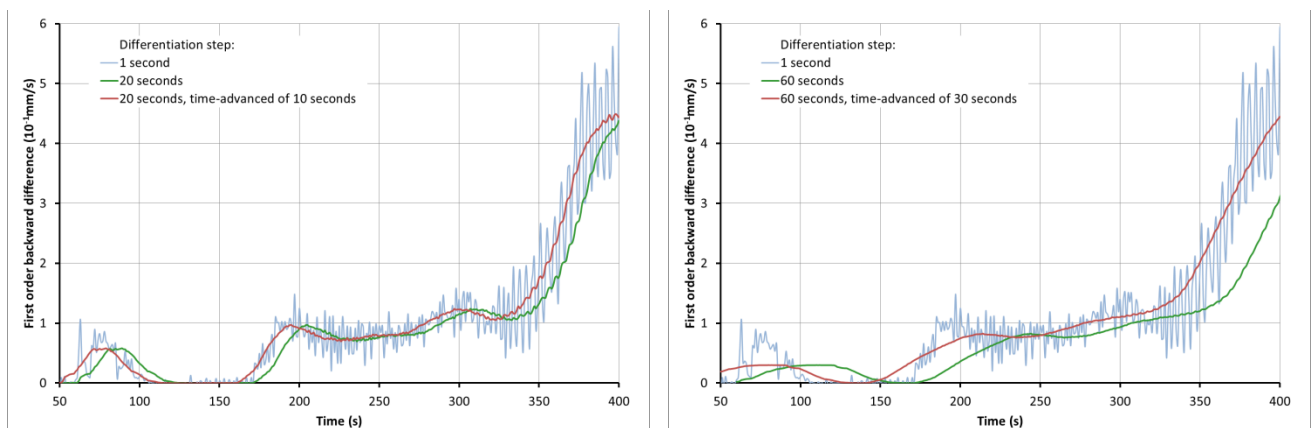 First order backward difference (10⁻¹mm/s)
6
5
4
3
2
1
0
Differentiation step:
1 second
20 seconds
20 seconds, time-advanced of 10 seconds
50
100
150
200
250
300
350
400
Time (s)
First order backward difference (10⁻¹mm/s)
6
5
4
3
2
1
0
Differentiation step:
1 second
60 seconds
60 seconds, time-advanced of 30 seconds
50
100
150
200
250
300
350
400
Time (s)